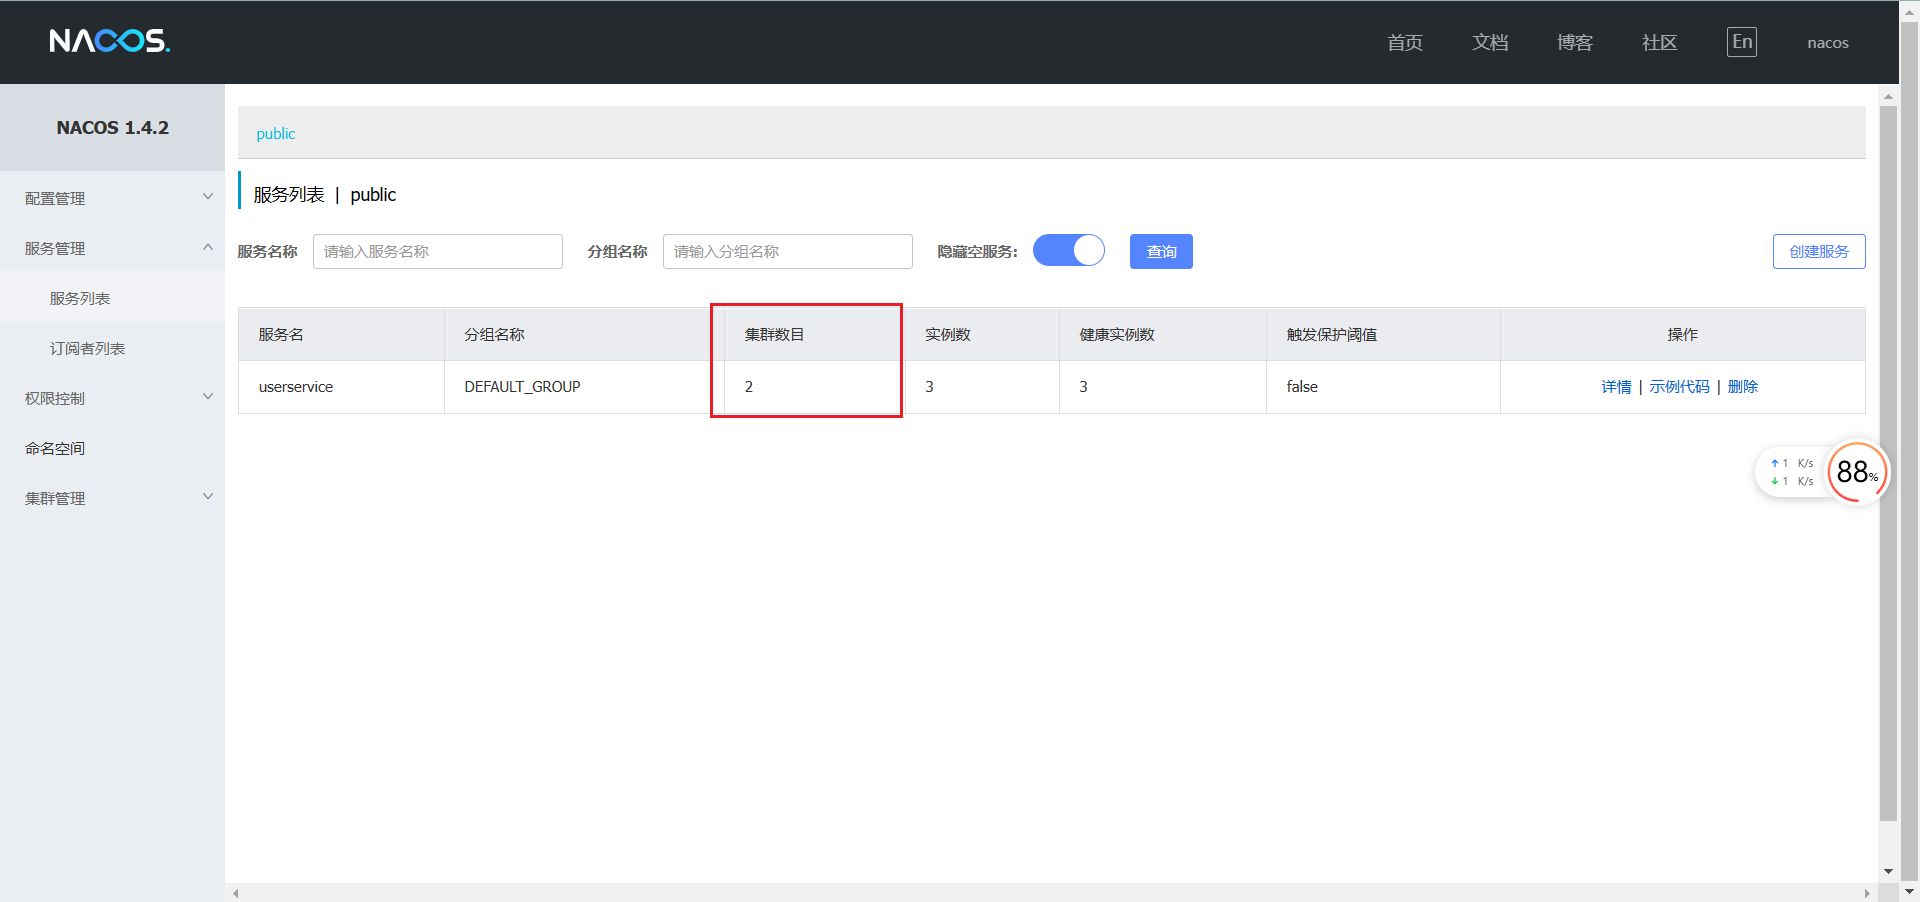 NACOS.
首页 文档 博客 社区 En nacos
NACOS 1.4.2
配置管理
服务管理
服务列表
订阅者列表
权限控制
命名空间
集群管理
public
服务列表 | public
服务名称 请输入服务名称 分组名称 请输入分组名称 隐藏空服务: 查询 创建服务
服务名 分组名称 集群数目 实例数 健康实例数 触发保护阈值 操作
userservice DEFAULT_GROUP 2 3 3 false 详情 | 示例代码 | 删除
↑ 1 K/s
↓ 1 K/s
88%